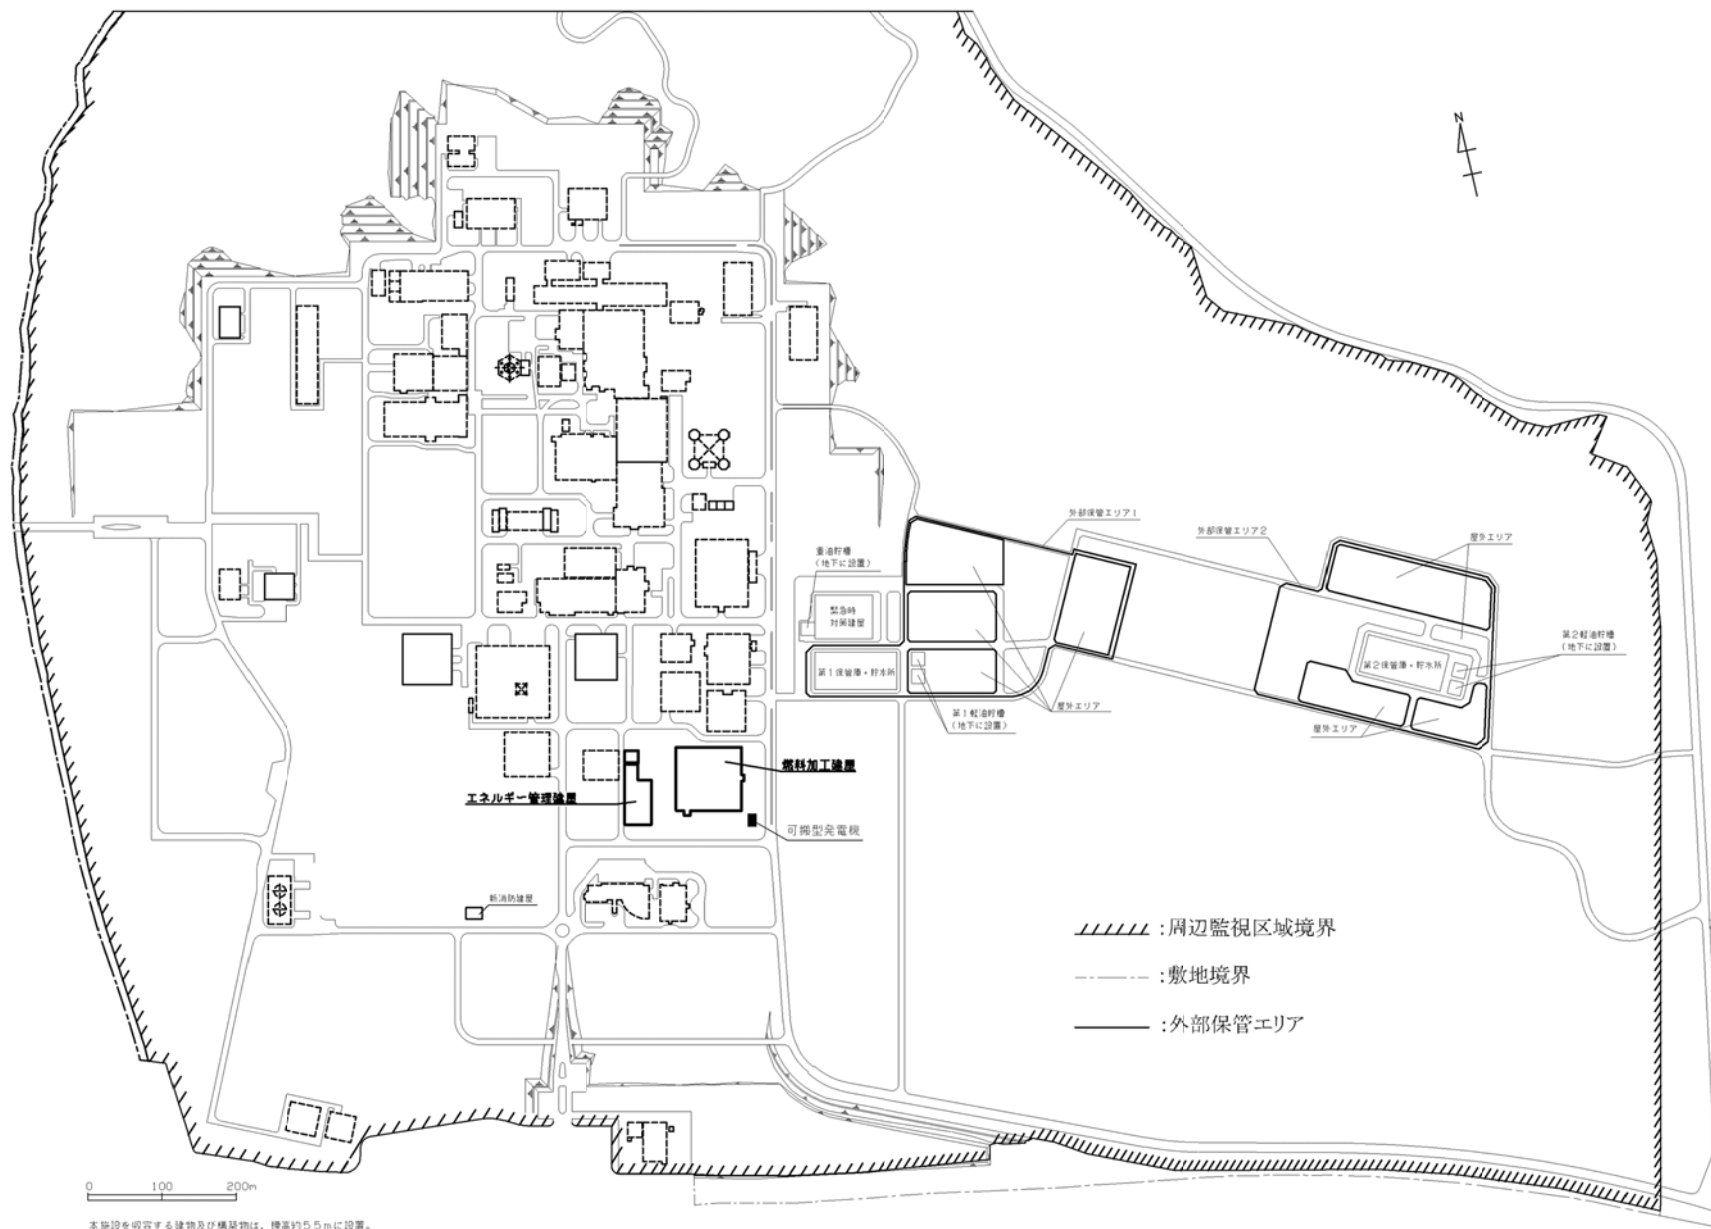 N
外部保管エリア1
外部保管エリア2
屋外エリア
重油貯槽
(地下に設置)
緊急時
対策建屋
第2軽油貯槽
(地下に設置)
第1保管庫・貯水所
第2保管庫・貯水所
第1軽油貯槽
(地下に設置)
屋外エリア
屋外エリア
燃料加工建屋
エネルギー管理建屋
可搬型発電機
新消防建屋
:周辺監視区域境界
:敷地境界
:外部保管エリア
0 100 200m
本施設を収容する建物及び構築物は、標高約55mに設置。